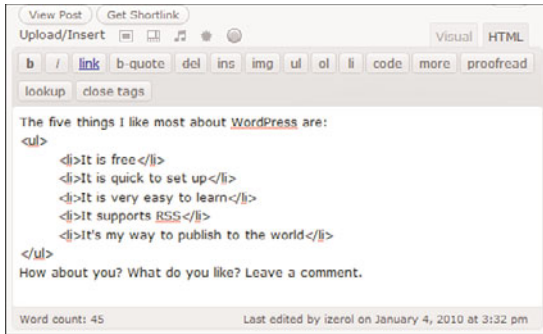 View Post Get Shortlink
Upload/Insert Visual HTML
b i link b-quote del ins img ul ol li code more proofread
lookup close tags
The five things I like most about WordPress are:
<ul>
<li>It is free</li>
<li>It is quick to set up</li>
<li>It is very easy to learn</li>
<li>It supports RSS</li>
<li>It's my way to publish to the world</li>
</ul>
How about you? What do you like? Leave a comment.
Word count: 45 Last edited by izerol on January 4, 2010 at 3:32 pm